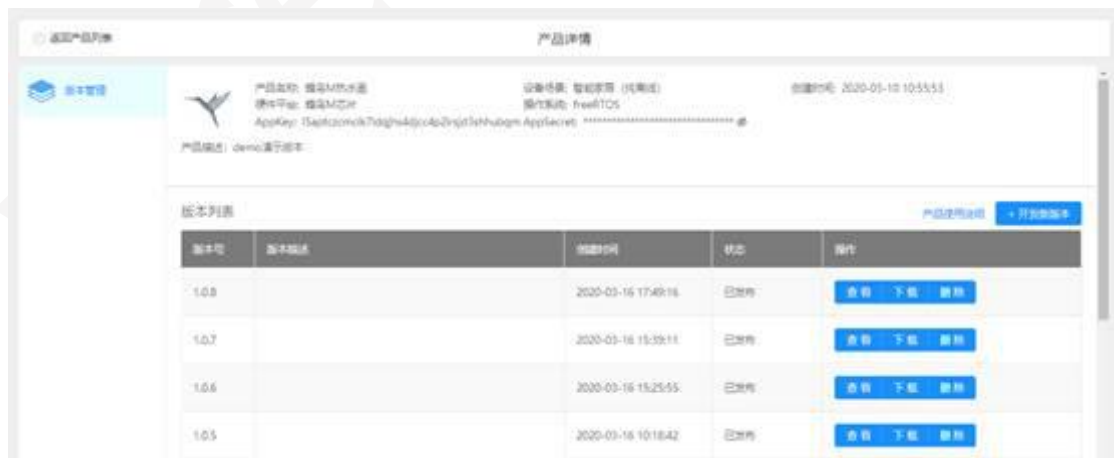 返回产品列表
产品详情
版本管理
产品名称: 蜂鸟M热水器
设备场景: 智能家居 (纯离线)
创建时间: 2020-03-10 10:55:53
硬件平台: 蜂鸟M芯片
操作系统: freeRTOS
AppKey:
AppSecret: ********************************
产品描述: demo演示版本
版本列表
产品使用说明
+ 开发新版本
版本号 版本描述 创建时间 状态 操作
1.0.8 2020-03-16 17:49:16 已发布 查看 下载 删除
1.0.7 2020-03-16 15:39:11 已发布 查看 下载 删除
1.0.6 2020-03-16 15:25:55 已发布 查看 下载 删除
1.0.5 2020-03-16 10:18:42 已发布 查看 下载 删除